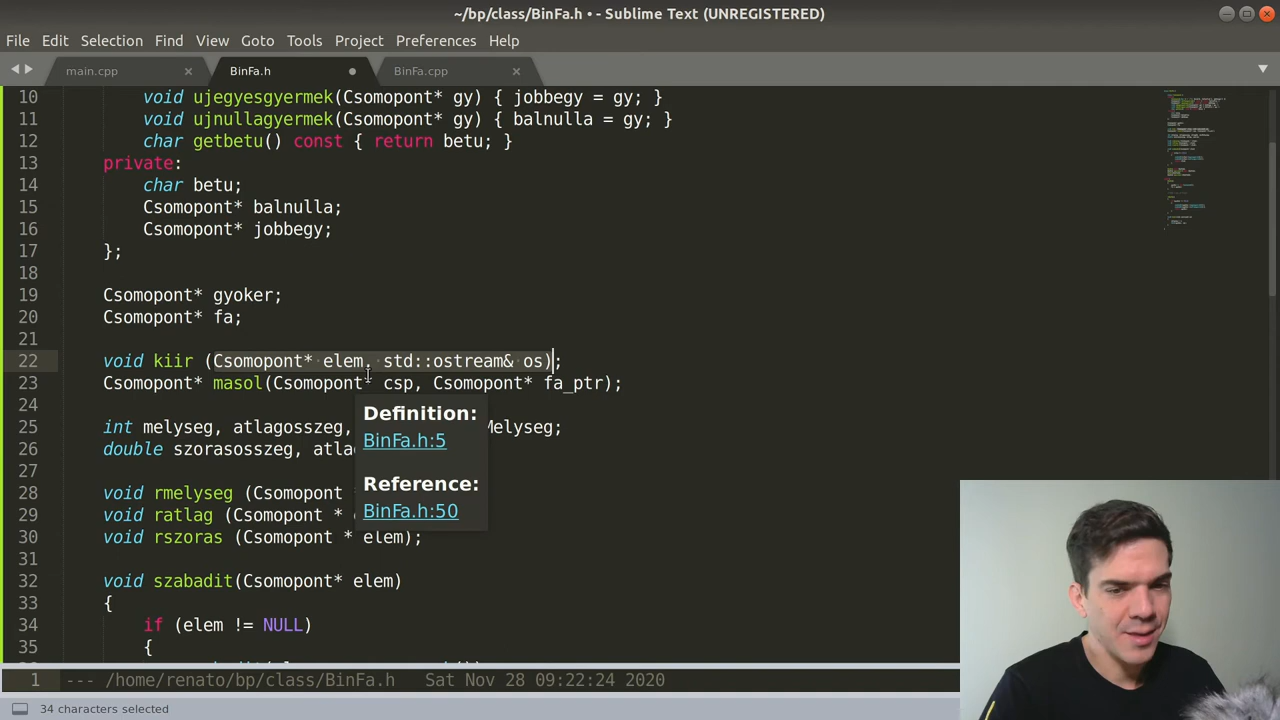 ~/bp/class/BinFa.h • - Sublime Text (UNREGISTERED)
File Edit Selection Find View Goto Tools Project Preferences Help
main.cpp BinFa.h BinFa.cpp
10 void ujegyesgyermek(Csomopont* gy) { jobbegy = gy; }
11 void ujnullagyermek(Csomopont* gy) { balnulla = gy; }
12 char getbetu() const { return betu; }
13 private:
14 char betu;
15 Csomopont* balnulla;
16 Csomopont* jobbegy;
17 };
18
19 Csomopont* gyoker;
20 Csomopont* fa;
21
22 void kiir (Csomopont* elem, std::ostream& os);
23 Csomopont* masol(Csomopont* csp, Csomopont* fa_ptr);
24
25 int melyseg, atlagosszeg, Melyseg;
26 double szorasosszeg, atla
27
28 void rmelyseg (Csomopont
29 void ratlag (Csomopont *
30 void rszoras (Csomopont * elem);
31
32 void szabadit(Csomopont* elem)
33 {
34 if (elem != NULL)
35 {
Definition:
BinFa.h:5
Reference:
BinFa.h:50
1 --- /home/renato/bp/class/BinFa.h Sat Nov 28 09:22:24 2020
34 characters selected